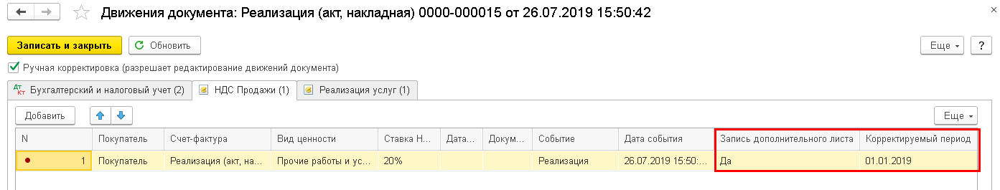 Движения документа: Реализация (акт, накладная) 0000-000015 от 26.07.2019 15:50:42
Записать и закрыть Обновить Еще ?
Ручная корректировка (разрешает редактирование движений документа)
Дт Кт Бухгалтерский и налоговый учет (2) НДС Продажи (1) Реализация услуг (1)
Добавить Еще
N Покупатель Счет-фактура Вид ценности Ставка Н... Дата... Докум... Событие Дата события Запись дополнительного листа Корректируемый период
1 Покупатель Реализация (акт, на... Прочие работы и ус... 20% Реализация 26.07.2019 15:50:... Да 01.01.2019